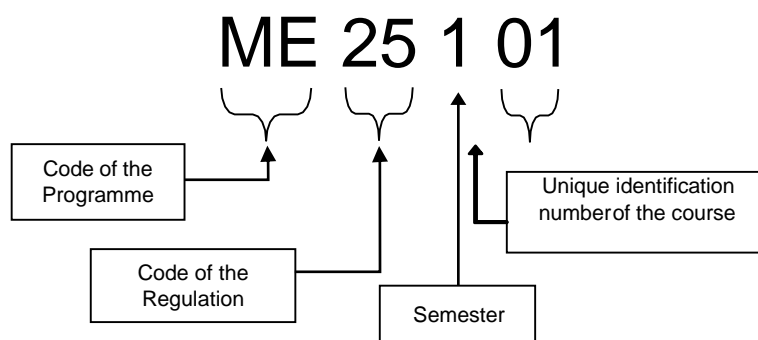 ME 25 1 01
Code of the
Programme
Unique identification
numberof the course
Code of the
Regulation
Semester